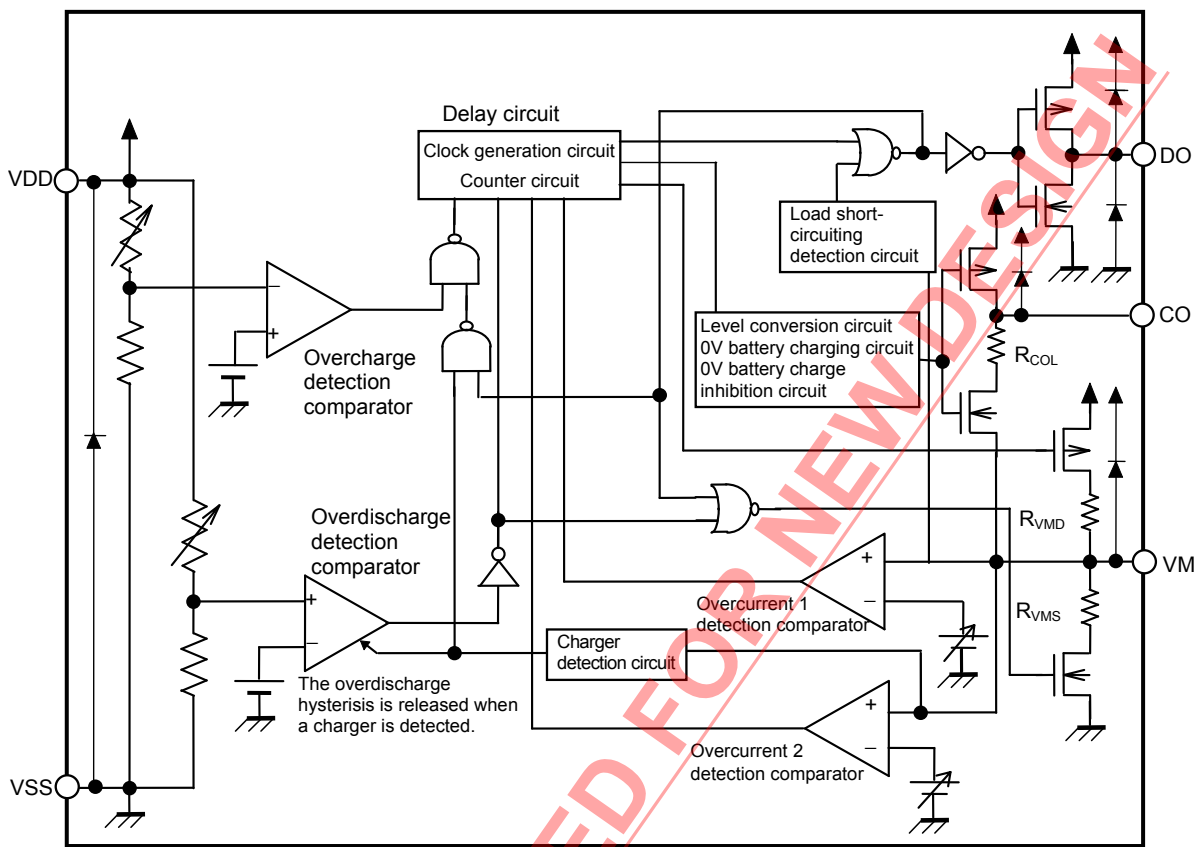 Delay circuit
Clock generation circuit
Counter circuit
VDD
DO
Load short-
circuiting
detection circuit
CO
Level conversion circuit
0V battery charging circuit
0V battery charge
inhibition circuit
RCOL
Overcharge
detection
comparator
Overdischarge
detection
comparator
RVMD
VM
Overcurrent 1
detection comparator
RVMS
Charger
detection circuit
The overdischarge
hysterisis is released when
a charger is detected.
Overcurrent 2
detection comparator
VSS
ED FOR NEW DESIGN